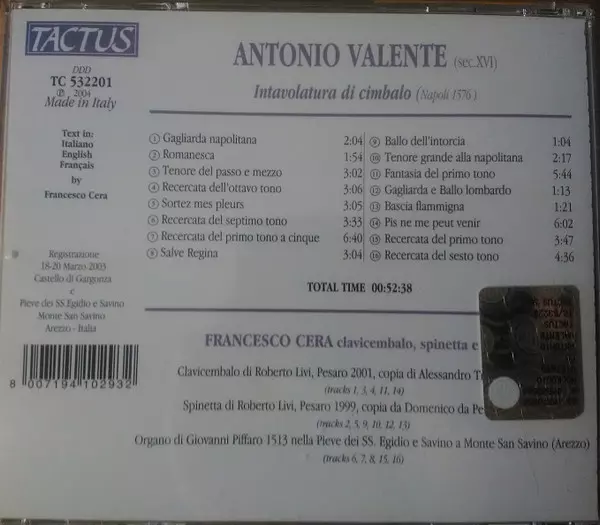 TACTUS
DDD
TC 532201
℗ 2004
Made in Italy
Text in:
Italiano
English
Français
by
Francesco Cera
Registrazione
18-20 Marzo 2003
Castello di Gargonza
e
Pieve dei SS Egidio e Savino
Monte San Savino
Arezzo - Italia
8 007194 102932
ANTONIO VALENTE (sec.XVI)
Intavolatura di cimbalo (Napoli 1576)
1 Gagliarda napolitana 2:04
2 Romanesca 1:54
3 Tenore del passo e mezzo 3:02
4 Recercata dell'ottavo tono 3:06
5 Sortez mes pleurs 3:05
6 Recercata del septimo tono 3:33
7 Recercata del primo tono a cinque 6:40
8 Salve Regina 3:04
9 Ballo dell'intorcia 1:04
10 Tenore grande alla napolitana 2:17
11 Fantasia del primo tono 5:44
12 Gagliarda e Ballo lombardo 1:13
13 Bascia flammigna 1:21
14 Pis ne me peut venir 6:02
15 Recercata del primo tono 3:47
16 Recercata del sesto tono 4:36
TOTAL TIME 00:52:38
FRANCESCO CERA clavicembalo, spinetta e
Clavicembalo di Roberto Livi, Pesaro 2001, copia di Alessandro
(tracks 1, 3, 4, 11, 14)
Spinetta di Roberto Livi, Pesaro 1999, copia da Domenico da
(tracks 2, 5, 9, 10, 12, 13)
Organo di Giovanni Piffaro 1513 nella Pieve dei SS. Egidio e Savino a Monte San Savino (Arezzo)
(tracks 6, 7, 8, 15, 16)